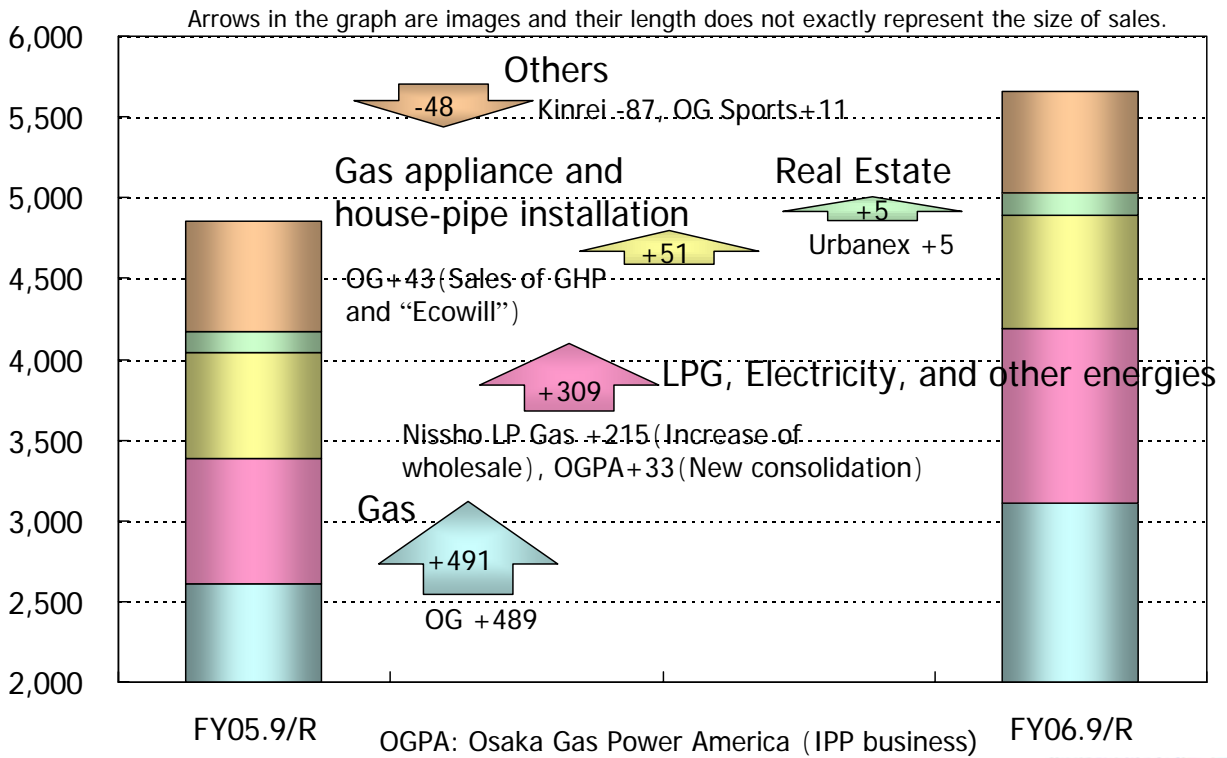 Arrows in the graph are images and their length does not exactly represent the size of sales.
6,000
5,500
5,000
4,500
4,000
3,500
3,000
2,500
2,000
Others
-48
Kinrei -87, OG Sports+11
Gas appliance and
house-pipe installation
+51
OG+43(Sales of GHP
and “Ecowill”)
Real Estate
+5
Urbanex +5
LPG, Electricity, and other energies
+309
Nissho LP Gas +215(Increase of
wholesale), OGPA+33(New consolidation)
Gas
+491
OG +489
FY05.9/R
FY06.9/R
OGPA: Osaka Gas Power America (IPP business)